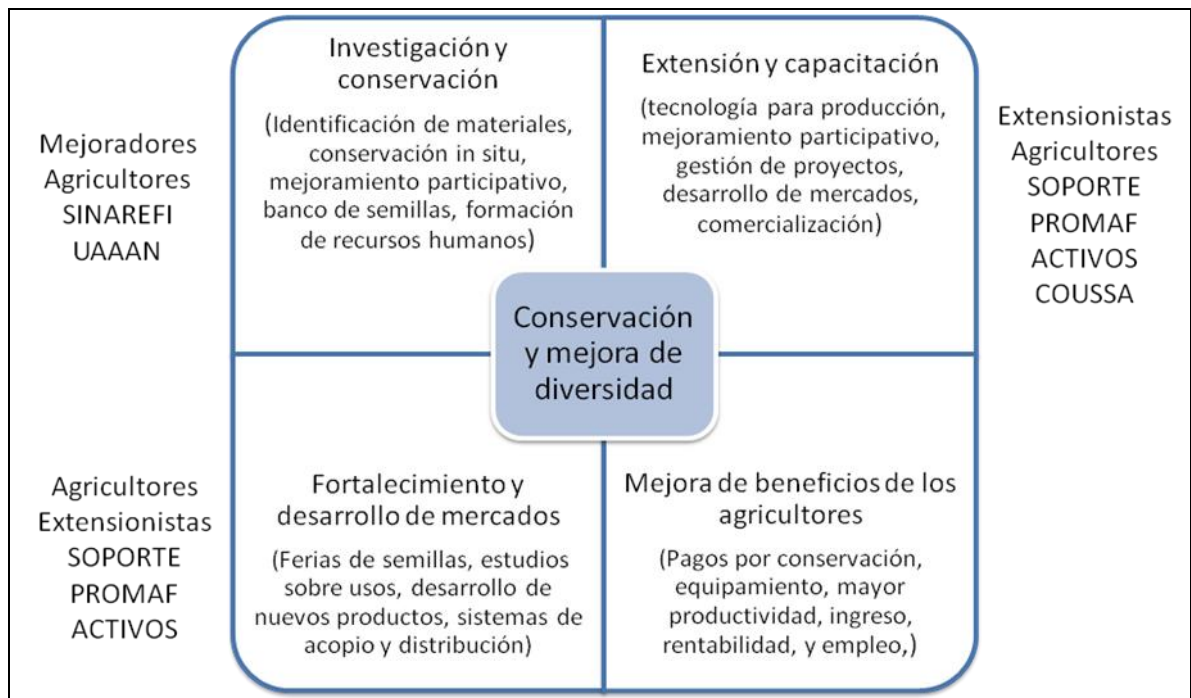 Mejoradores
Agricultores
SINAREFI
UAAAN
Investigación y
conservación
(Identificación de materiales,
conservación in situ,
mejoramiento participativo,
banco de semillas, formación
de recursos humanos)
Extensión y capacitación
(tecnología para producción,
mejoramiento participativo,
gestión de proyectos,
desarrollo de mercados,
comercialización)
Extensionistas
Agricultores
SOPORTE
PROMAF
ACTIVOS
COUSSA
Conservación
y mejora de
diversidad
Agricultores
Extensionistas
SOPORTE
PROMAF
ACTIVOS
Fortalecimiento y
desarrollo de mercados
(Ferias de semillas, estudios
sobre usos, desarrollo de
nuevos productos, sistemas de
acopio y distribución)
Mejora de beneficios de los
agricultores
(Pagos por conservación,
equipamiento, mayor
productividad, ingreso,
rentabilidad, y empleo,)